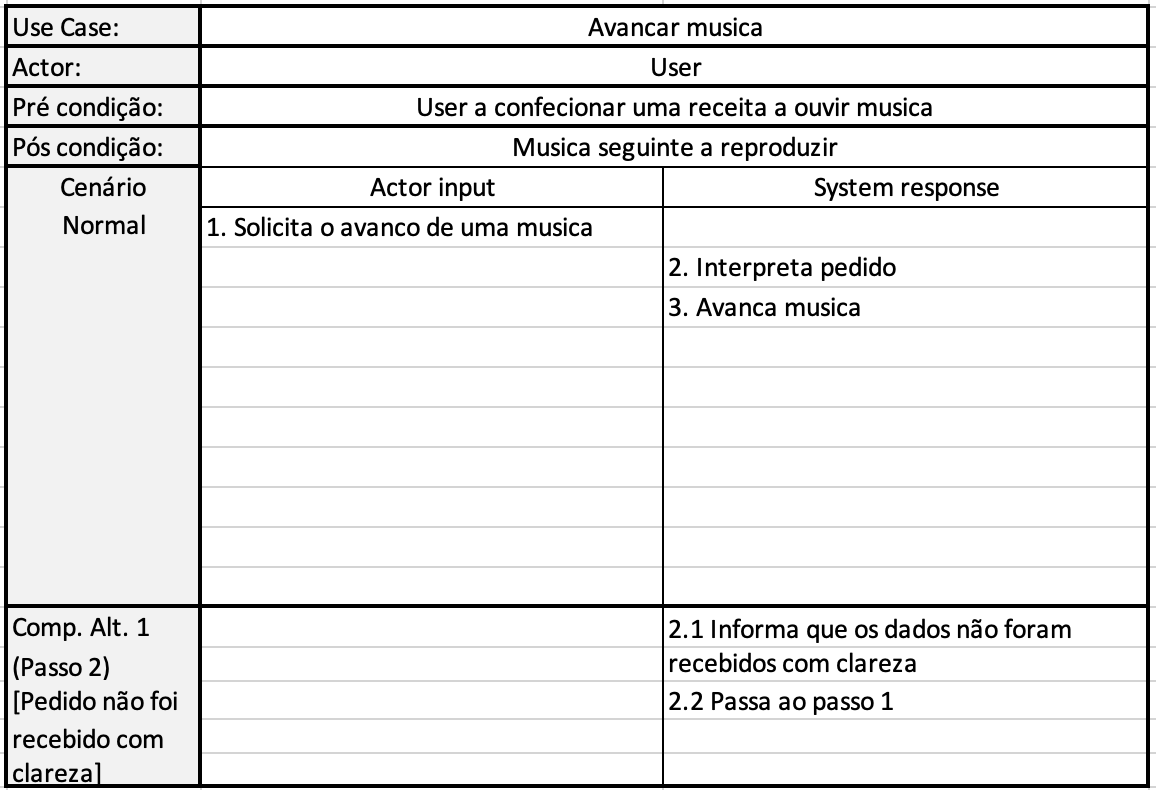 Use Case: Avancar musica
Actor: User
Pré condição: User a confecionar uma receita a ouvir musica
Pós condição: Musica seguinte a reproduzir
Cenário Normal
Actor input System response
1. Solicita o avanco de uma musica
2. Interpreta pedido
3. Avanca musica
Comp. Alt. 1
(Passo 2)
[Pedido não foi
recebido com
clareza]
2.1 Informa que os dados não foram
recebidos com clareza
2.2 Passa ao passo 1